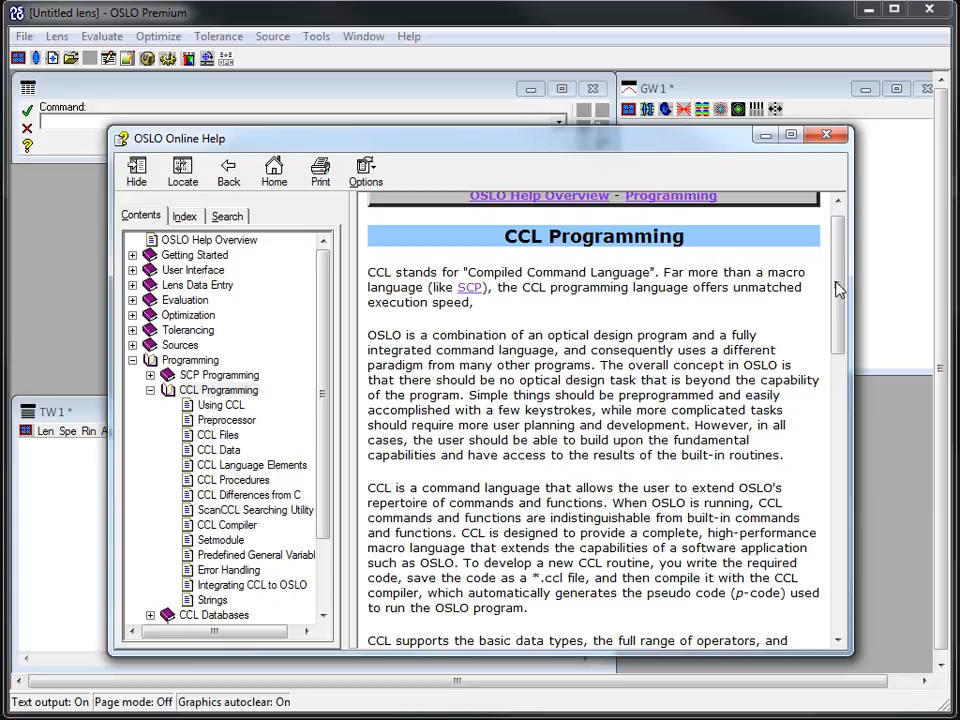 [Untitled lens] - OSLO Premium
File Lens Evaluate Optimize Tolerance Source Tools Window Help
GW1 *
Command:
OSLO Online Help
Hide Locate Back Home Print Options
Contents Index Search
OSLO Help Overview
Getting Started
User Interface
Lens Data Entry
Evaluation
Optimization
Tolerancing
Sources
Programming
SCP Programming
CCL Programming
Using CCL
Preprocessor
CCL Files
CCL Data
CCL Language Elements
CCL Procedures
CCL Differences from C
ScanCCL Searching Utility
CCL Compiler
Setmodule
Predefined General Variabl
Error Handling
Integrating CCL to OSLO
Strings
CCL Databases
OSLO Help Overview - Programming
CCL Programming
CCL stands for "Compiled Command Language". Far more than a macro
language (like SCP), the CCL programming language offers unmatched
execution speed,
OSLO is a combination of an optical design program and a fully
integrated command language, and consequently uses a different
paradigm from many other programs. The overall concept in OSLO is
that there should be no optical design task that is beyond the capability
of the program. Simple things should be preprogrammed and easily
accomplished with a few keystrokes, while more complicated tasks
should require more user planning and development. However, in all
cases, the user should be able to build upon the fundamental
capabilities and have access to the results of the built-in routines.
CCL is a command language that allows the user to extend OSLO's
repertoire of commands and functions. When OSLO is running, CCL
commands and functions are indistinguishable from built-in commands
and functions. CCL is designed to provide a complete, high-performance
macro language that extends the capabilities of a software application
such as OSLO. To develop a new CCL routine, you write the required
code, save the code as a *.ccl file, and then compile it with the CCL
compiler, which automatically generates the pseudo code (p-code) used
to run the OSLO program.
CCL supports the basic data types, the full range of operators, and
TW1 *
Len Spe Rin A
Text output: On Page mode: Off Graphics autoclear: On